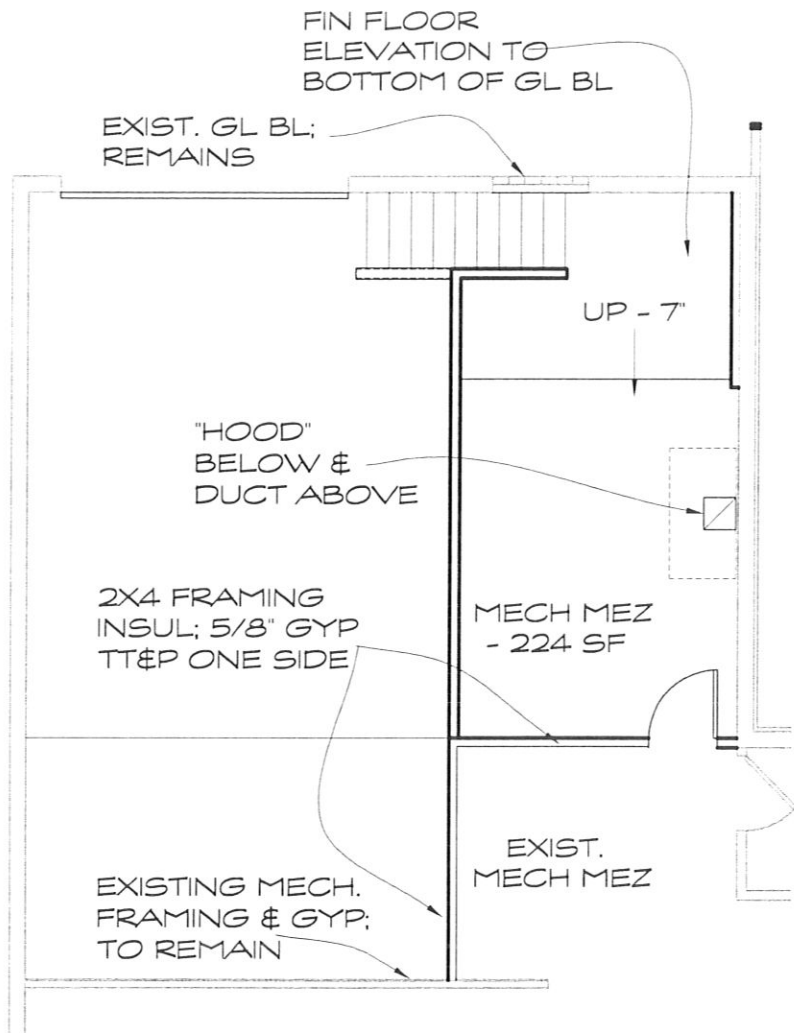 FIN FLOOR
ELEVATION TO
BOTTOM OF GL BL
EXIST. GL BL;
REMAINS
UP - 7"
"HOOD"
BELOW &
DUCT ABOVE
2X4 FRAMING
INSUL; 5/8" GYP
TT&P ONE SIDE
MECH MEZ
- 224 SF
EXIST.
MECH MEZ
EXISTING MECH.
FRAMING & GYP;
TO REMAIN